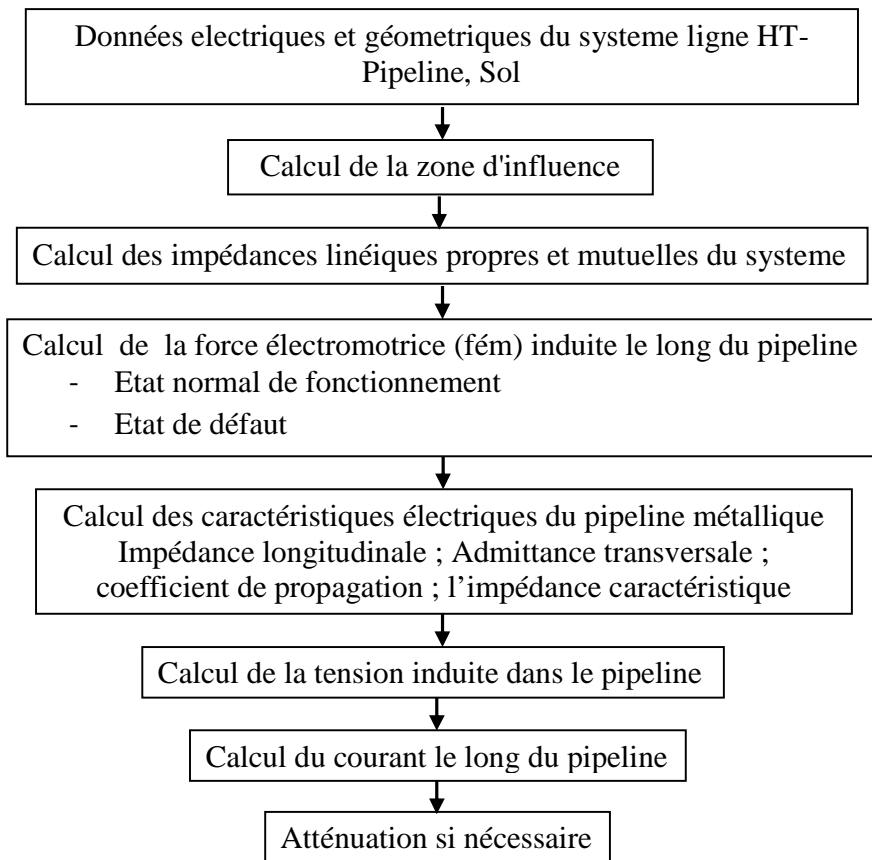 Données electriques et géometriques du systeme ligne HT-
Pipeline, Sol
Calcul de la zone d'influence
Calcul des impédances linéiques propres et mutuelles du systeme
Calcul de la force électromotrice (fém) induite le long du pipeline
- Etat normal de fonctionnement
- Etat de défaut
Calcul des caractéristiques électriques du pipeline métallique
Impédance longitudinale ; Admittance transversale ;
coefficient de propagation ; l’impédance caractéristique
Calcul de la tension induite dans le pipeline
Calcul du courant le long du pipeline
Atténuation si nécessaire